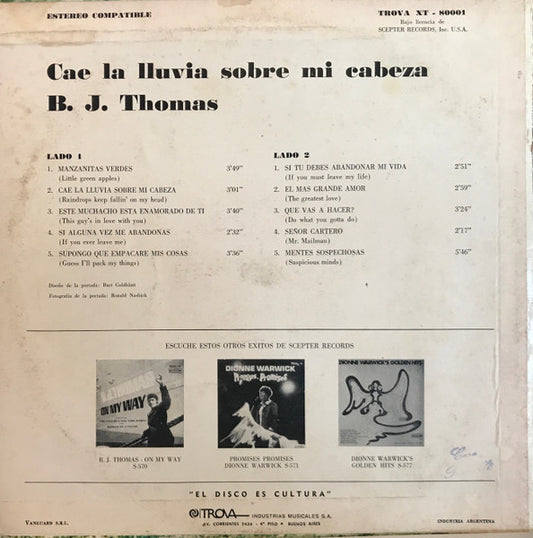 ESTEREO COMPATIBLE
TROVA XT - 80001
Bajo licencia de
SCEPTER RECORDS, Inc. U.S.A.
Cae la lluvia sobre mi cabeza
B. J. Thomas
LADO 1
1. MANZANITAS VERDES 3'49"
(Little green apples)
2. CAE LA LLUVIA SOBRE MI CABEZA 3'01"
(Raindrops keep fallin' on my head)
3. ESTE MUCHACHO ESTA ENAMORADO DE TI 3'40"
(This guy's in love with you)
4. SI ALGUNA VEZ ME ABANDONAS 2'32"
(If you ever leave me)
5. SUPONGO QUE EMPACARE MIS COSAS 3'36"
(Guess I'll pack my things)
Diseño de la portada: Burt Goldblatt
Fotografía de la portada: Ronald Nadsick
LADO 2
1. SI TU DEBES ABANDONAR MI VIDA 2'51"
(If you must leave my life)
2. EL MAS GRANDE AMOR 2'59"
(The greatest love)
3. QUE VAS A HACER? 3'24"
(Do what you gotta do)
4. SEÑOR CARTERO 2'17"
(Mr. Mailman)
5. MENTES SOSPECHOSAS 5'46"
(Suspicious minds)
ESCUCHE ESTOS OTROS EXITOS DE SCEPTER RECORDS
ON MY WAY
DIONNE WARWICK
Promises, Promises
DIONNE WARWICK'S GOLDEN HITS
B. J. THOMAS - ON MY WAY
S-570
PROMISES PROMISES
DIONNE WARWICK S-571
DIONNE WARWICK'S
GOLDEN HITS S-577
"EL DISCO ES CULTURA"
TROVA INDUSTRIAS MUSICALES S.A.
AV. CORRIENTES 2434 - 4º PISO • BUENOS AIRES
VANGUARD S.R.L.
INDUSTRIA ARGENTINA